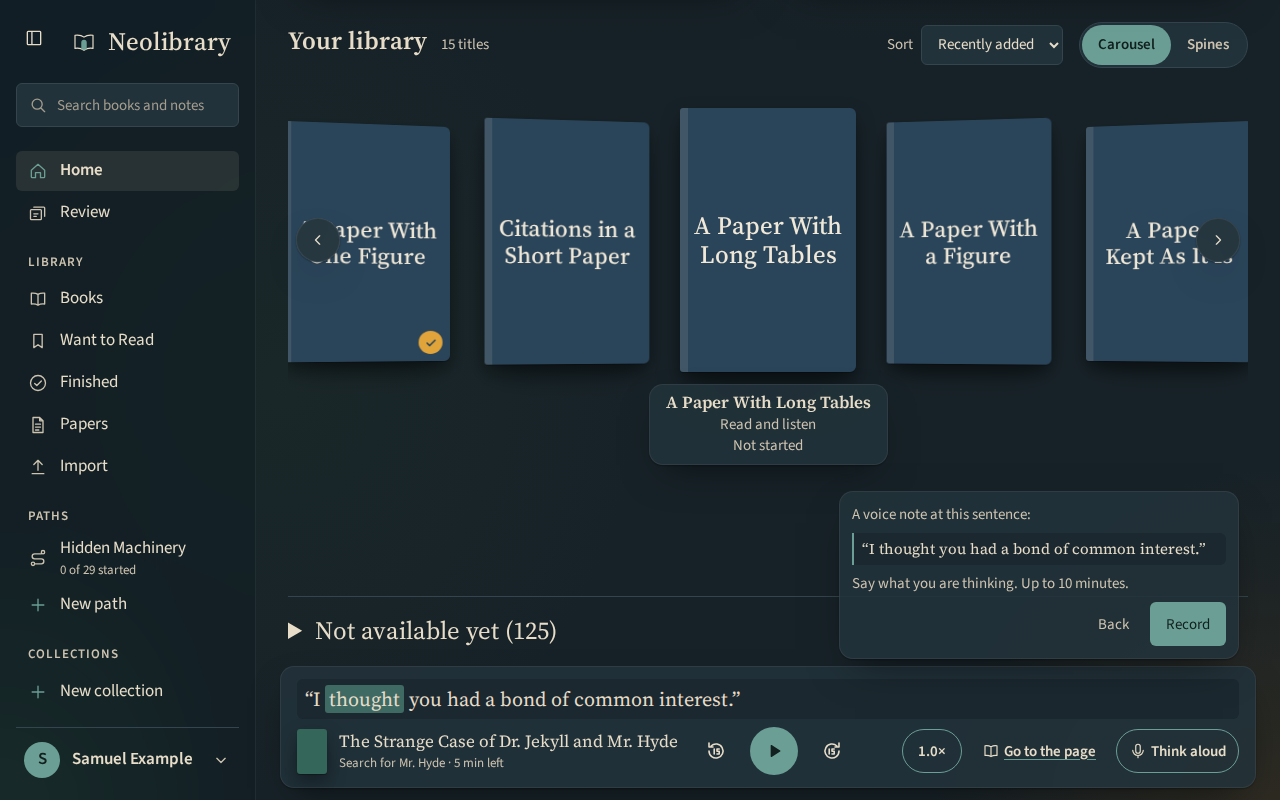 Neolibrary
Search books and notes
Home
Review
LIBRARY
Books
Want to Read
Finished
Papers
Import
PATHS
Hidden Machinery
0 of 29 started
New path
COLLECTIONS
New collection
S
Samuel Example
Your library
15 titles
Sort
Recently added
Carousel
Spines
Paper With
Figure
Citations in a
Short Paper
A Paper With
Long Tables
A Paper With
a Figure
A Paper
Kept As It is
A Paper With Long Tables
Read and listen
Not started
A voice note at this sentence:
“I thought you had a bond of common interest.”
Say what you are thinking. Up to 10 minutes.
Back
Record
Not available yet (125)
“I thought you had a bond of common interest.”
The Strange Case of Dr. Jekyll and Mr. Hyde
Search for Mr. Hyde · 5 min left
15
15
1.0×
Go to the page
Think aloud